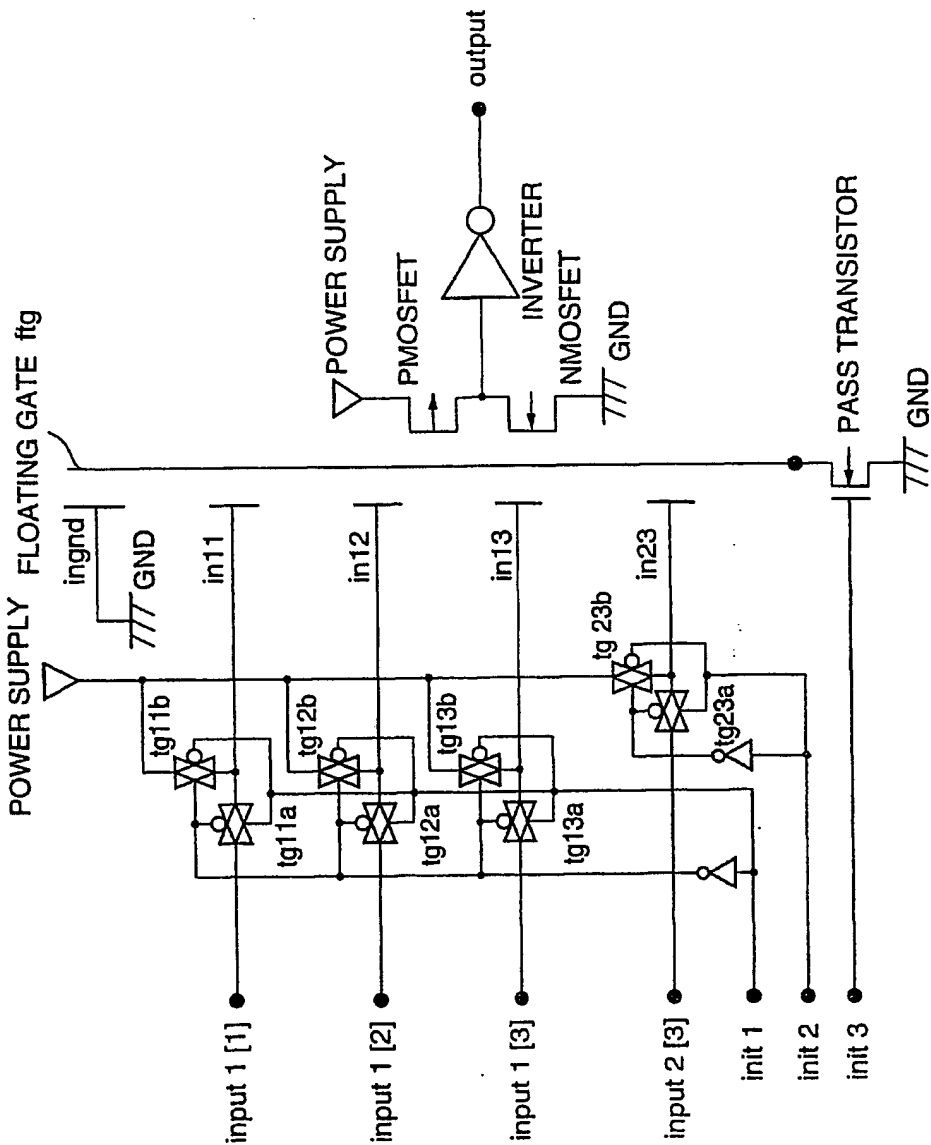 POWER SUPPLY
FLOATING GATE ftg
ingnd
GND
tg11b
in11
tg11a
input 1 [1]
tg12b
in12
tg12a
input 1 [2]
tg13b
in13
tg13a
input 1 [3]
tg 23b
in23
tg23a
input 2 [3]
init 1
init 2
init 3
POWER SUPPLY
PMOSFET
output
INVERTER
NMOSFET
GND
PASS TRANSISTOR
GND